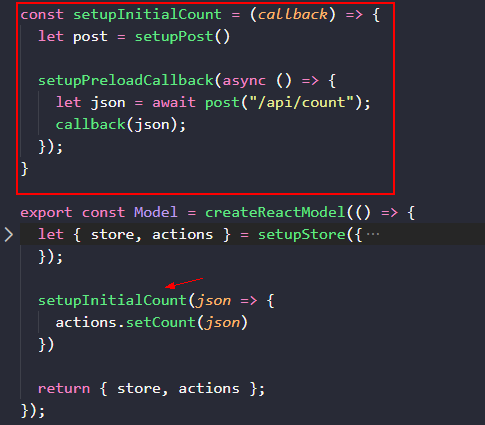 const setupInitialCount = (callback) => {
  let post = setupPost()

  setupPreloadCallback(async () => {
    let json = await post("/api/count");
    callback(json);
  });
}

export const Model = createReactModel(() => {
  let { store, actions } = setupStore({⋯
  });

  setupInitialCount(json => {
    actions.setCount(json)
  })

  return { store, actions };
});